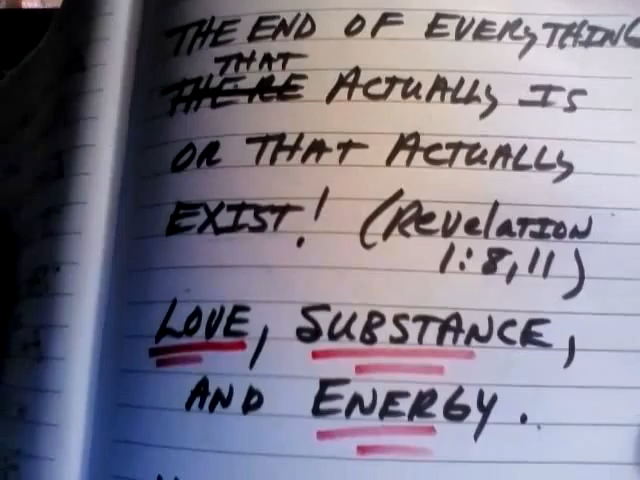 THE END OF EVERYTHING
THAT
THERE ACTUALLY IS
OR THAT ACTUALLY
EXIST! (REVELATION
1:8,11)
LOVE, SUBSTANCE,
AND ENERGY.